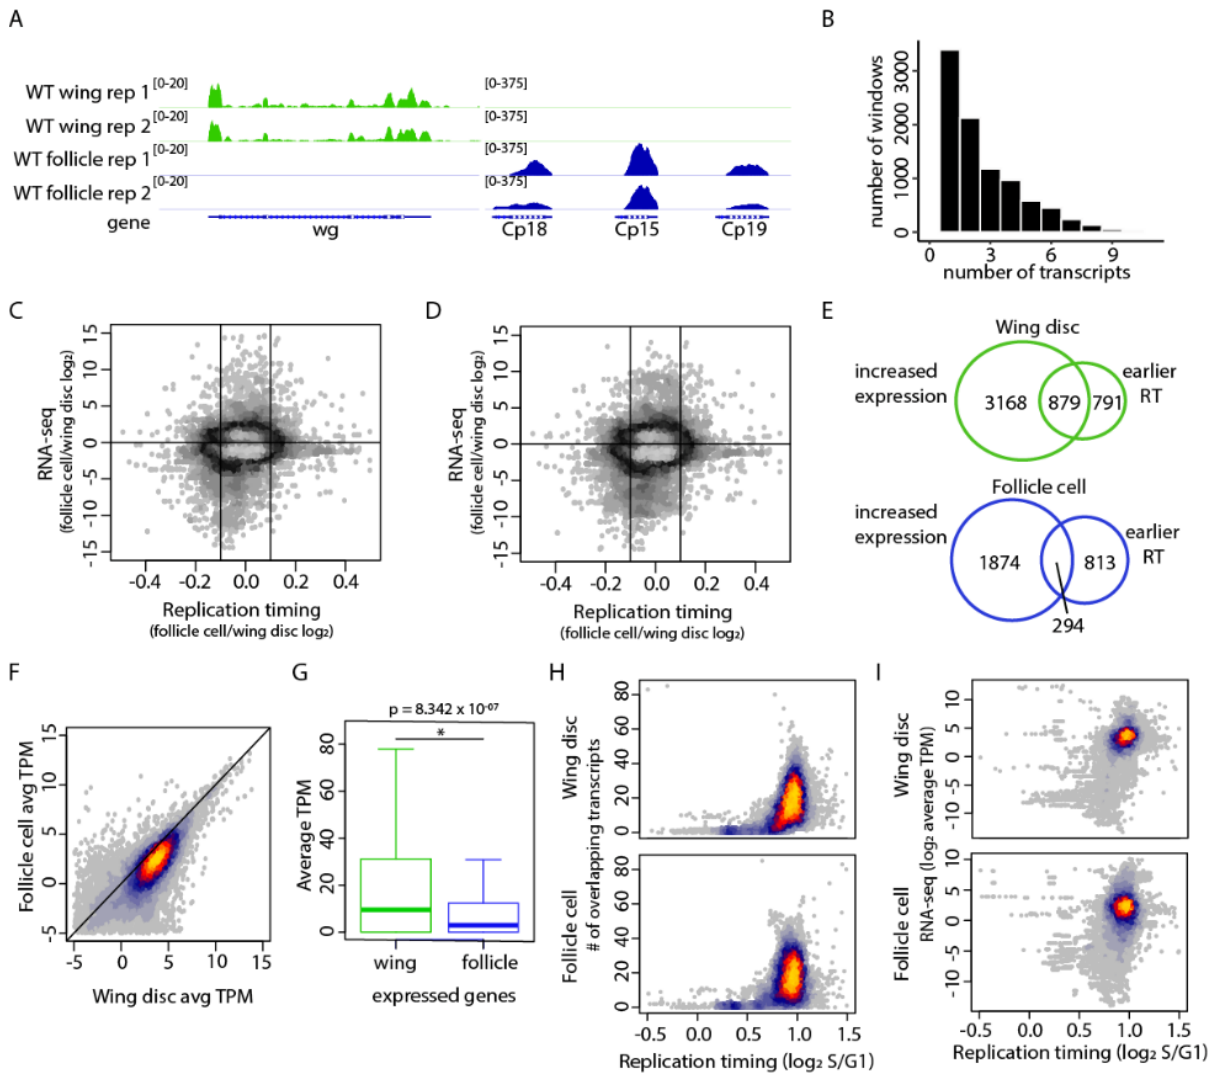 A
WT wing rep 1 [0-20] [0-375]
WT wing rep 2 [0-20] [0-375]
WT follicle rep 1 [0-20] [0-375]
WT follicle rep 2 [0-20] [0-375]
gene wg Cp18 Cp15 Cp19
B
number of windows
3000
2000
1000
0
0 3 6 9
number of transcripts
C
RNA-seq
(follicle cell/wing disc log₂)
15
10
5
0
-5
-10
-15
-0.4 -0.2 0.0 0.2 0.4
Replication timing
(follicle cell/wing disc log₂)
D
RNA-seq
(follicle cell/wing disc log₂)
15
10
5
0
-5
-10
-15
-0.4 -0.2 0.0 0.2 0.4
Replication timing
(follicle cell/wing disc log₂)
E
Wing disc
increased
expression
earlier
RT
3168 879 791
Follicle cell
increased
expression
earlier
RT
1874 813
294
F
Follicle cell avg TPM
15
10
5
0
-5
-5 0 5 10 15
Wing disc avg TPM
G
p = 8.342 x 10⁻⁰⁷
*
Average TPM
80
60
40
20
0
wing follicle
expressed genes
H
Wing disc
Follicle cell
# of overlapping transcripts
80
60
40
20
0
80
60
40
20
0
-0.5 0.0 0.5 1.0 1.5
Replication timing (log₂ S/G1)
I
Wing disc
Follicle cell
RNA-seq (log₂ average TPM)
10
5
0
-5
-10
10
5
0
-5
-10
-0.5 0.0 0.5 1.0 1.5
Replication timing (log₂ S/G1)